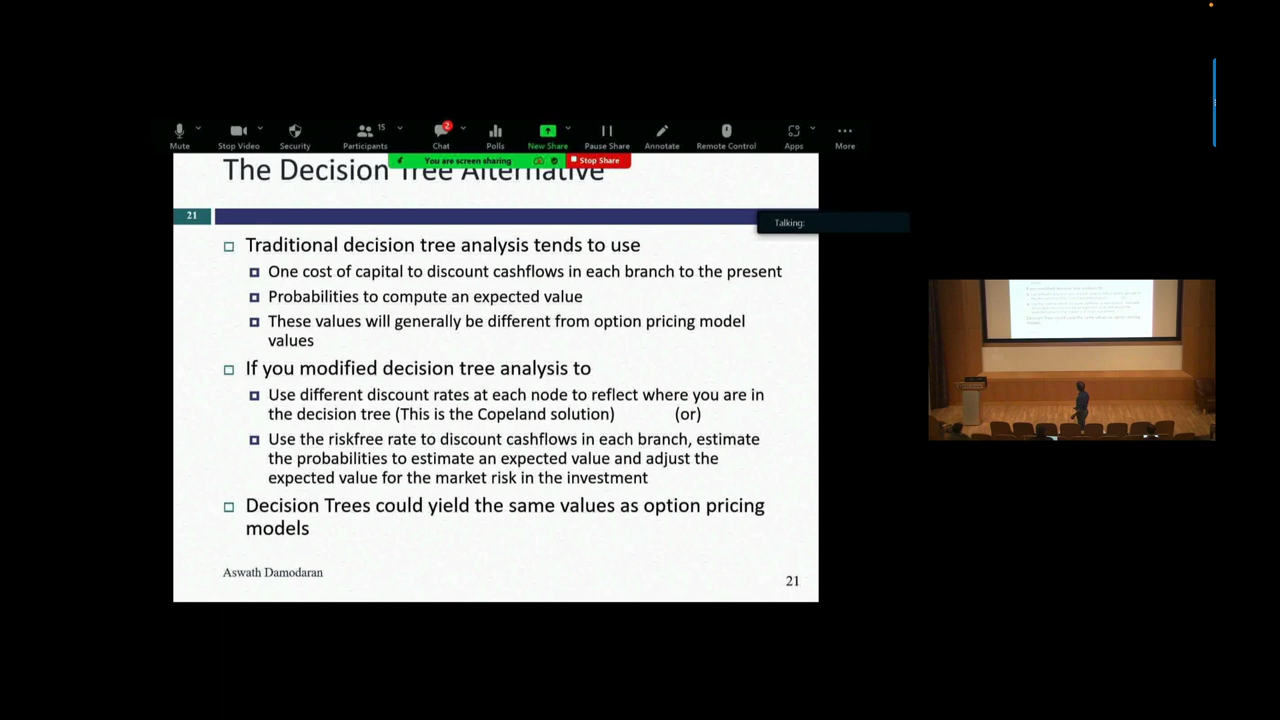 15
2
Mute
Stop Video
Security
Participants
Chat
Polls
New Share
Pause Share
Annotate
Remote Control
Apps
More
You are screen sharing
Stop Share
The Decision Tree Alternative
21
Talking:
Traditional decision tree analysis tends to use
One cost of capital to discount cashflows in each branch to the present
Probabilities to compute an expected value
These values will generally be different from option pricing model
values
If you modified decision tree analysis to
Use different discount rates at each node to reflect where you are in
the decision tree (This is the Copeland solution) (or)
Use the riskfree rate to discount cashflows in each branch, estimate
the probabilities to estimate an expected value and adjust the
expected value for the market risk in the investment
Decision Trees could yield the same values as option pricing
models
Aswath Damodaran
21